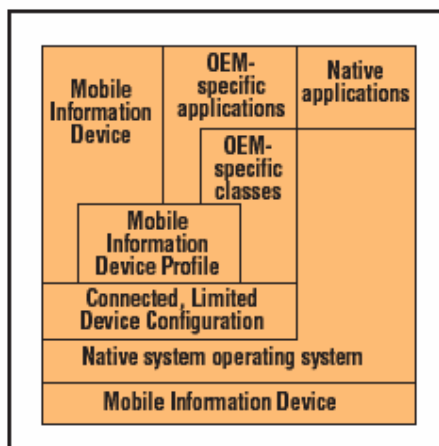 Mobile
Information
Device
OEM-
specific
applications
Native
applications
OEM-
specific
classes
Mobile
Information
Device Profile
Connected, Limited
Device Configuration
Native system operating system
Mobile Information Device